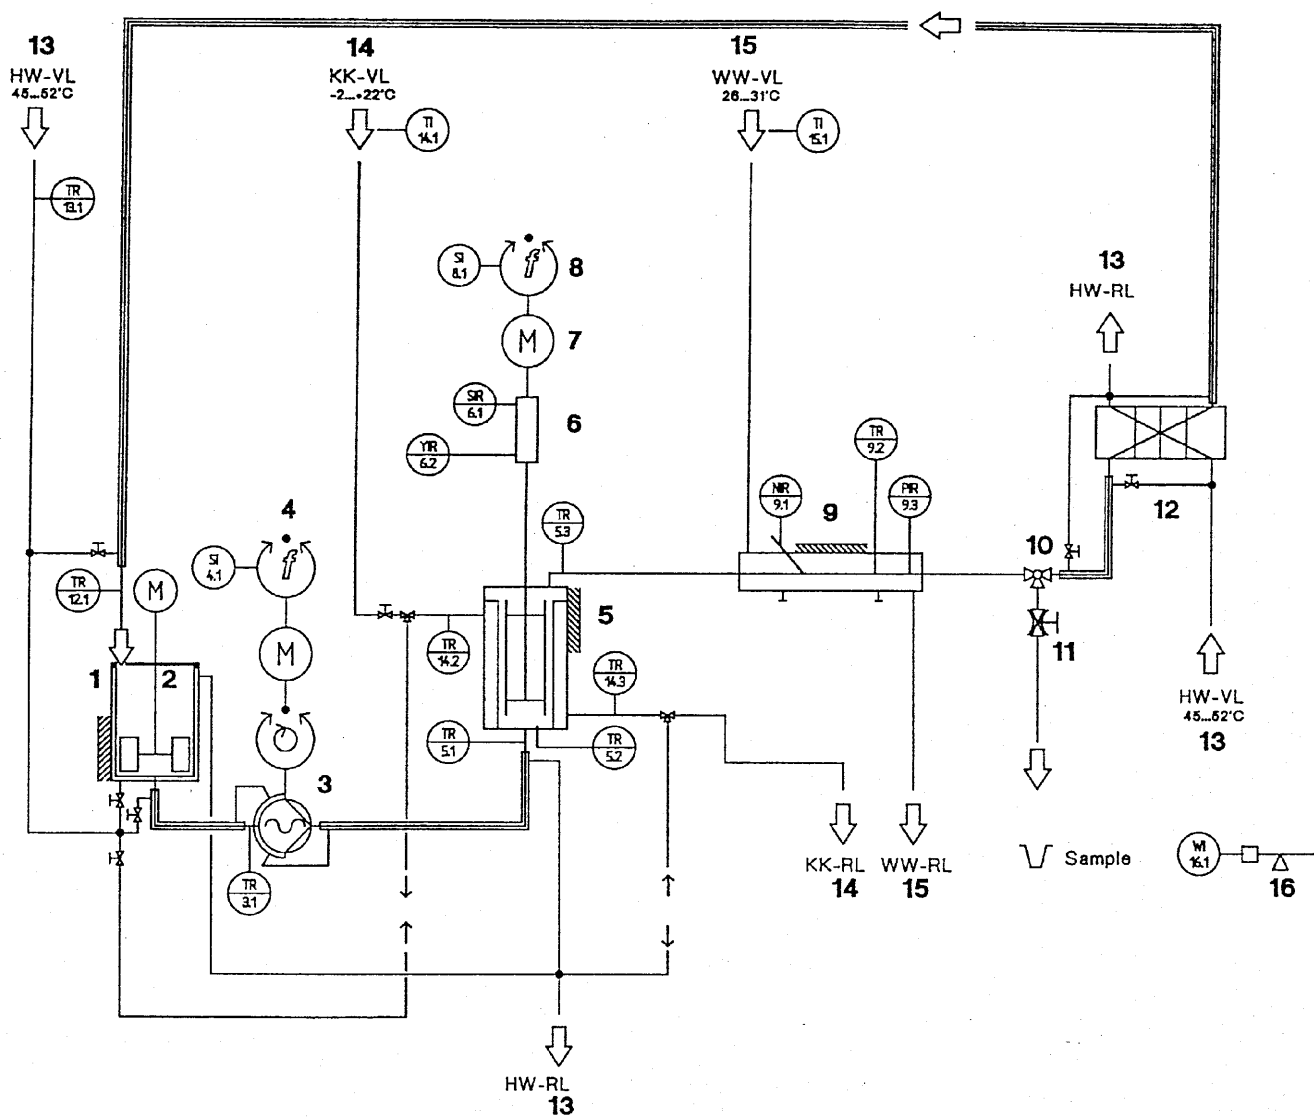 13
HW-VL
45...52°C
14
KK-VL
-2...+22°C
15
WW-VL
26...31°C
TI
14.1
TI
15.1
TR
13.1
SI
8.1
f
8
13
HW-RL
M
7
SIR
6.1
6
YIR
6.2
TR
9.2
NIR
9.1
PIR
9.3
9
12
4
TR
5.3
10
SI
4.1
f
TR
12.1
M
5
11
M
TR
14.2
1
2
TR
14.3
HW-VL
45...52°C
13
TR
5.1
TR
5.2
3
TR
3.1
KK-RL
14
WW-RL
15
Sample
WI
16.1
16
HW-RL
13